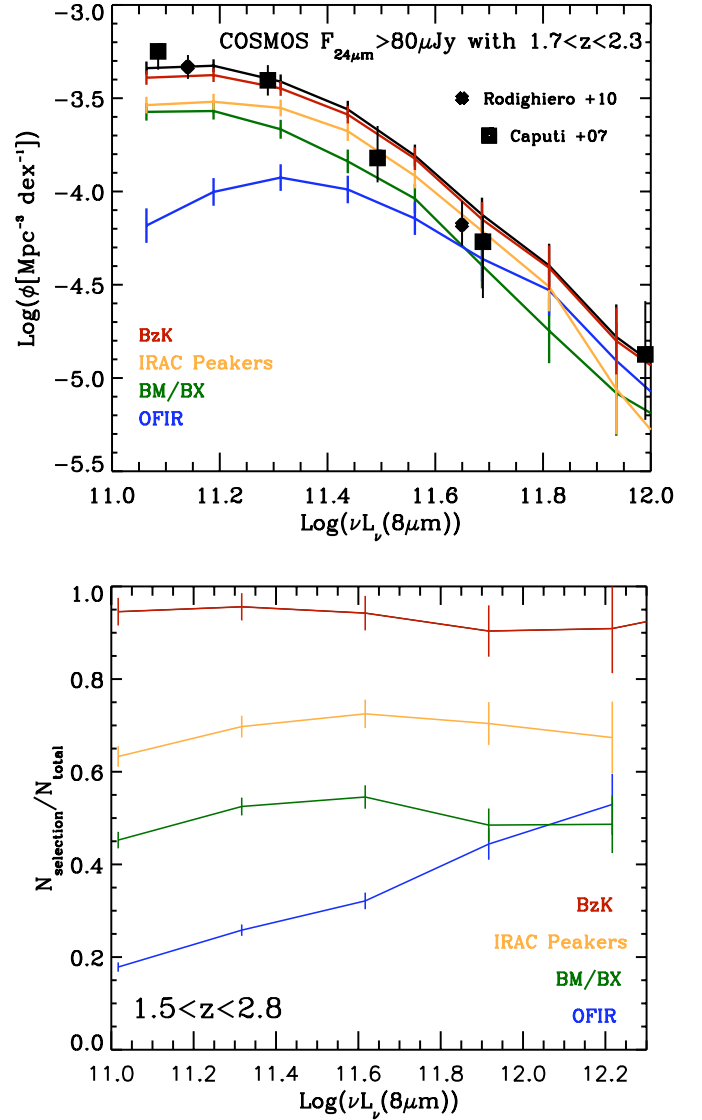 COSMOS F24μm>80μJy with 1.7<z<2.3
Rodighiero +10
Caputi +07
Log(ϕ[Mpc⁻³ dex⁻¹])
-3.0
-3.5
-4.0
-4.5
-5.0
-5.5
BzK
IRAC Peakers
BM/BX
OFIR
11.0 11.2 11.4 11.6 11.8 12.0
Log(νLν(8μm))
Nselection/Ntotal
1.0
0.8
0.6
0.4
0.2
0.0
BzK
IRAC Peakers
BM/BX
OFIR
1.5<z<2.8
11.0 11.2 11.4 11.6 11.8 12.0 12.2
Log(νLν(8μm))